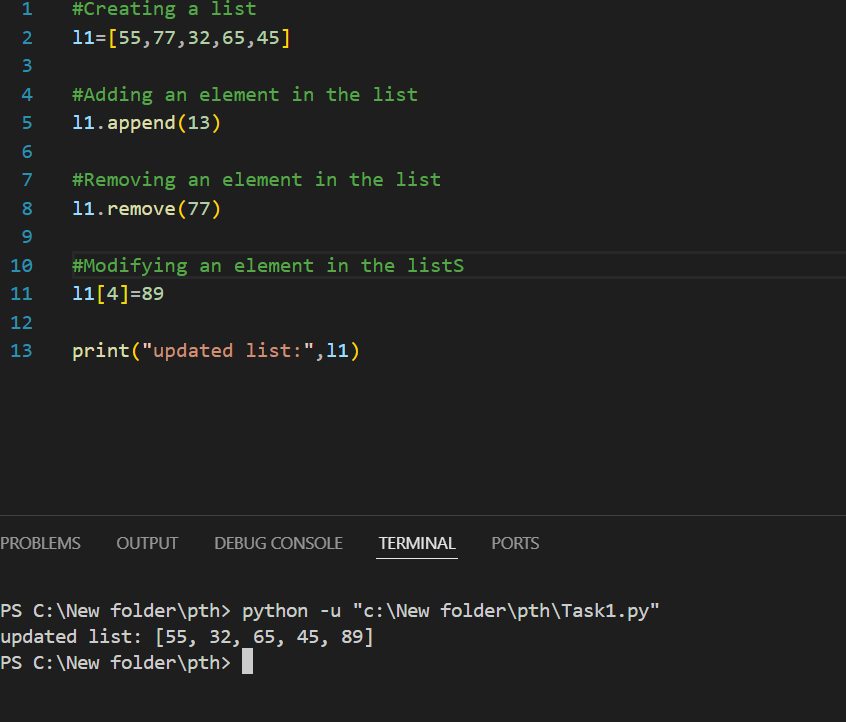 1 #Creating a list
2 l1=[55,77,32,65,45]
3
4 #Adding an element in the list
5 l1.append(13)
6
7 #Removing an element in the list
8 l1.remove(77)
9
10 #Modifying an element in the listS
11 l1[4]=89
12
13 print("updated list:",l1)
PROBLEMS OUTPUT DEBUG CONSOLE TERMINAL PORTS
PS C:\New folder\pth> python -u "c:\New folder\pth\Task1.py"
updated list: [55, 32, 65, 45, 89]
PS C:\New folder\pth>